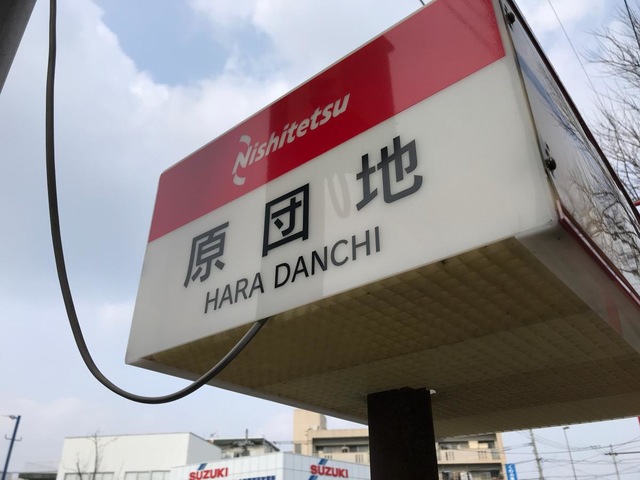 Nishitetsu
原団地
HARA DANCHI
SUZUKI
SUZUKI